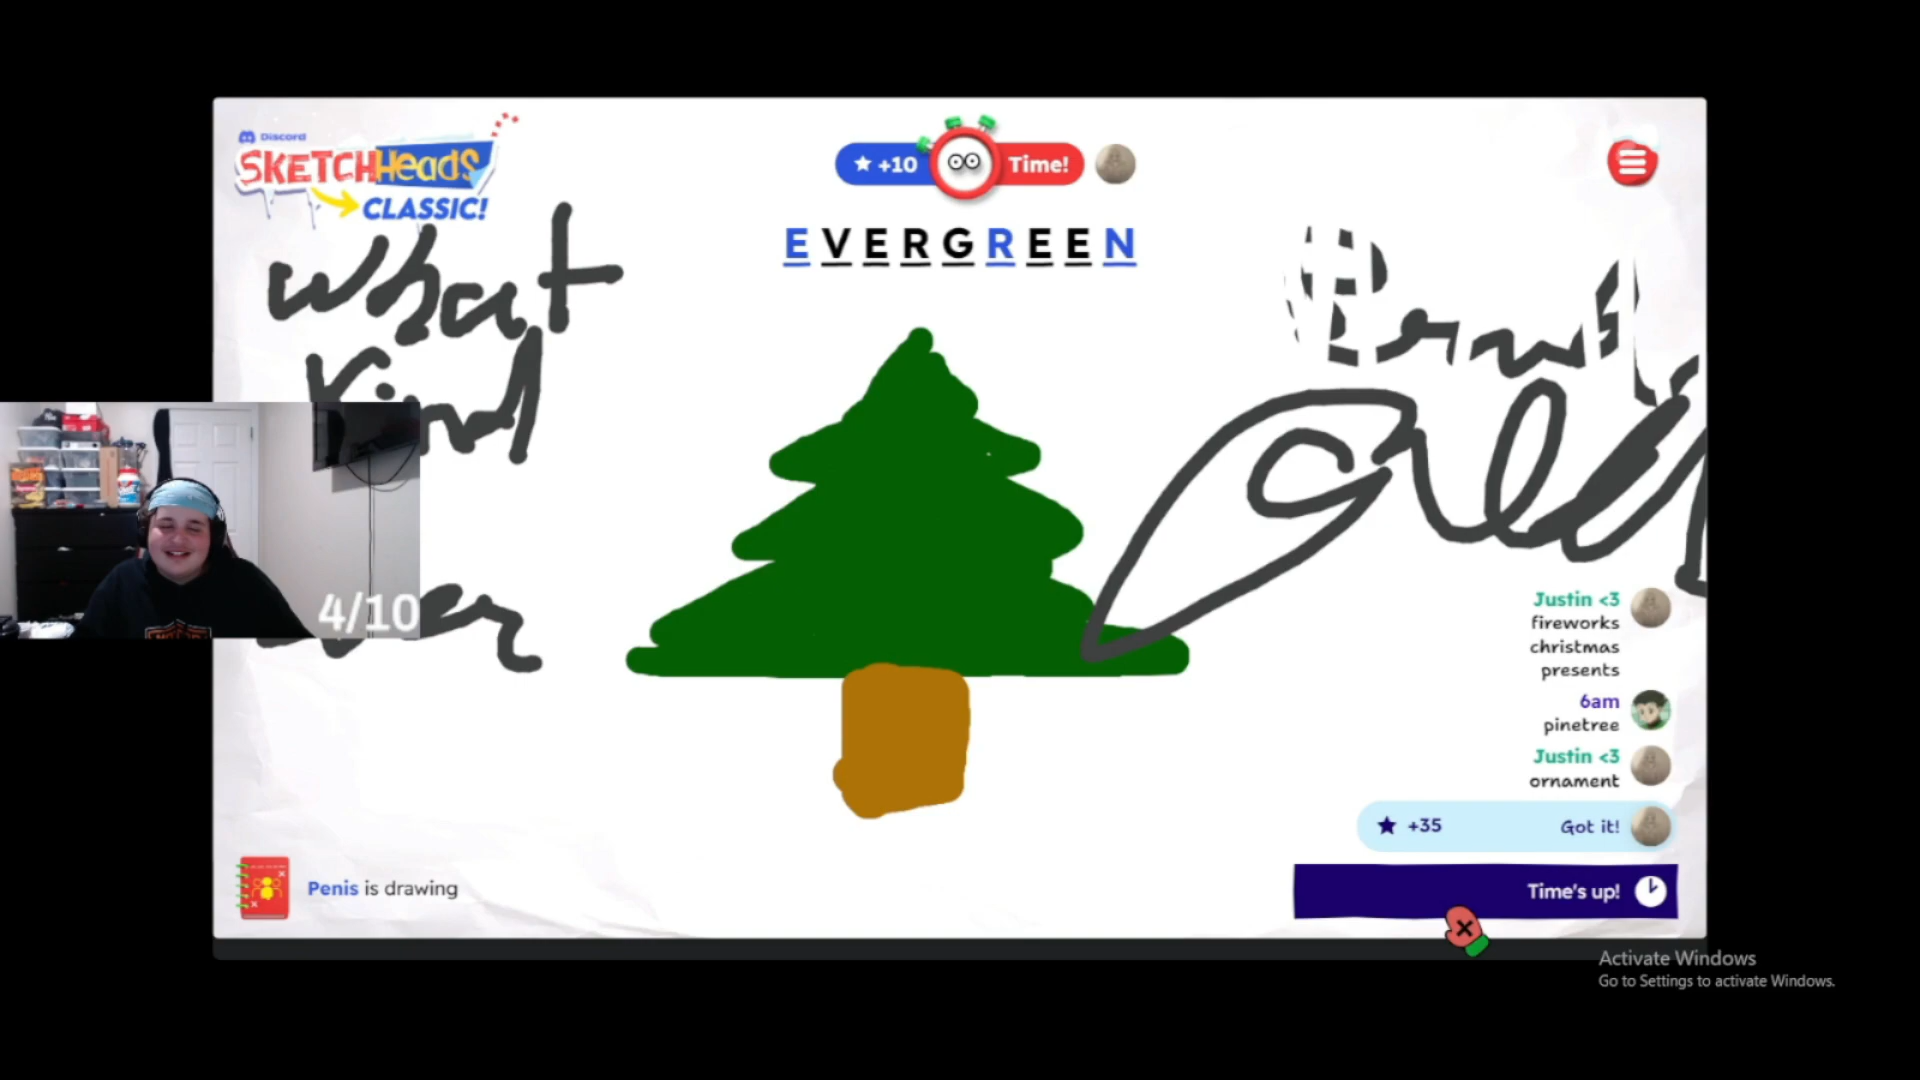 Discord
SKETCHHeadS
CLASSIC!
+10
Time!
EVERGREEN
what
kind
4/10
Justin <3
fireworks
christmas
presents
6am
pinetree
Justin <3
ornament
+35
Got it!
Penis is drawing
Time's up!
Activate Windows
Go to Settings to activate Windows.